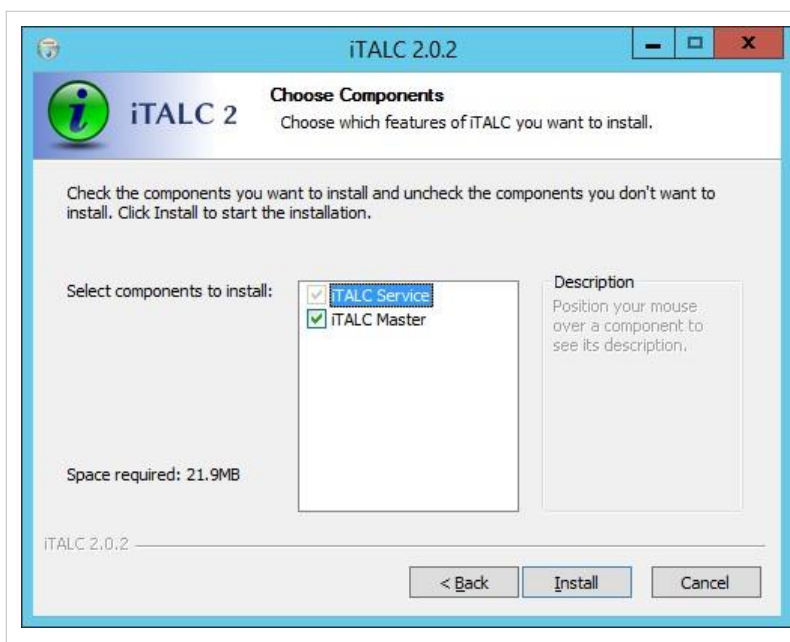 iTALC 2.0.2
iTALC 2
Choose Components
Choose which features of iTALC you want to install.
Check the components you want to install and uncheck the components you don't want to
install. Click Install to start the installation.
Select components to install:
iTALC Service
iTALC Master
Description
Position your mouse
over a component to
see its description.
Space required: 21.9MB
iTALC 2.0.2
< Back
Install
Cancel